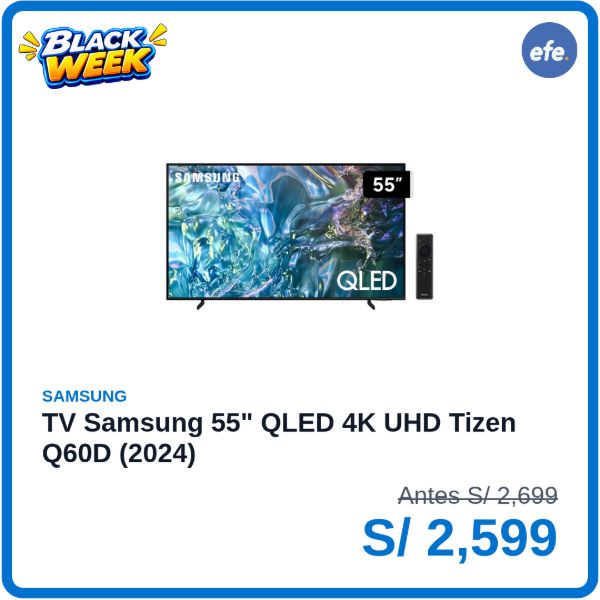 BLACK
WEEK
efe.
SAMSUNG
55”
QLED
SAMSUNG
TV Samsung 55" QLED 4K UHD Tizen
Q60D (2024)
Antes S/ 2,699
S/ 2,599